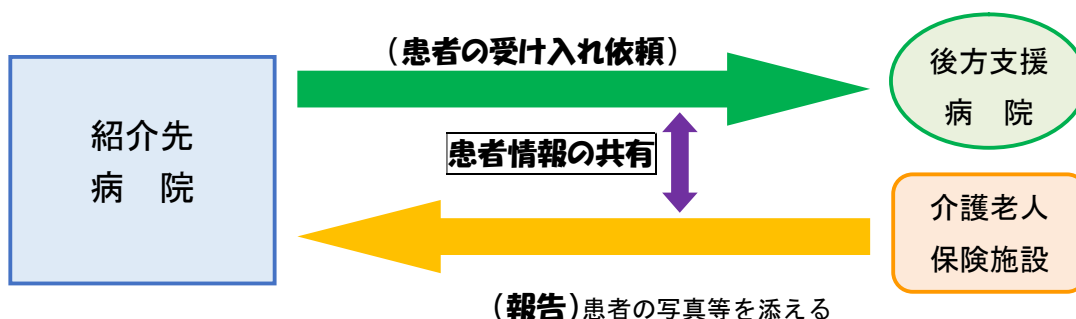 (患者の受け入れ依頼)
後方支援
病 院
紹介先
病 院
患者情報の共有
介護老人
保険施設
(報告)患者の写真等を添える